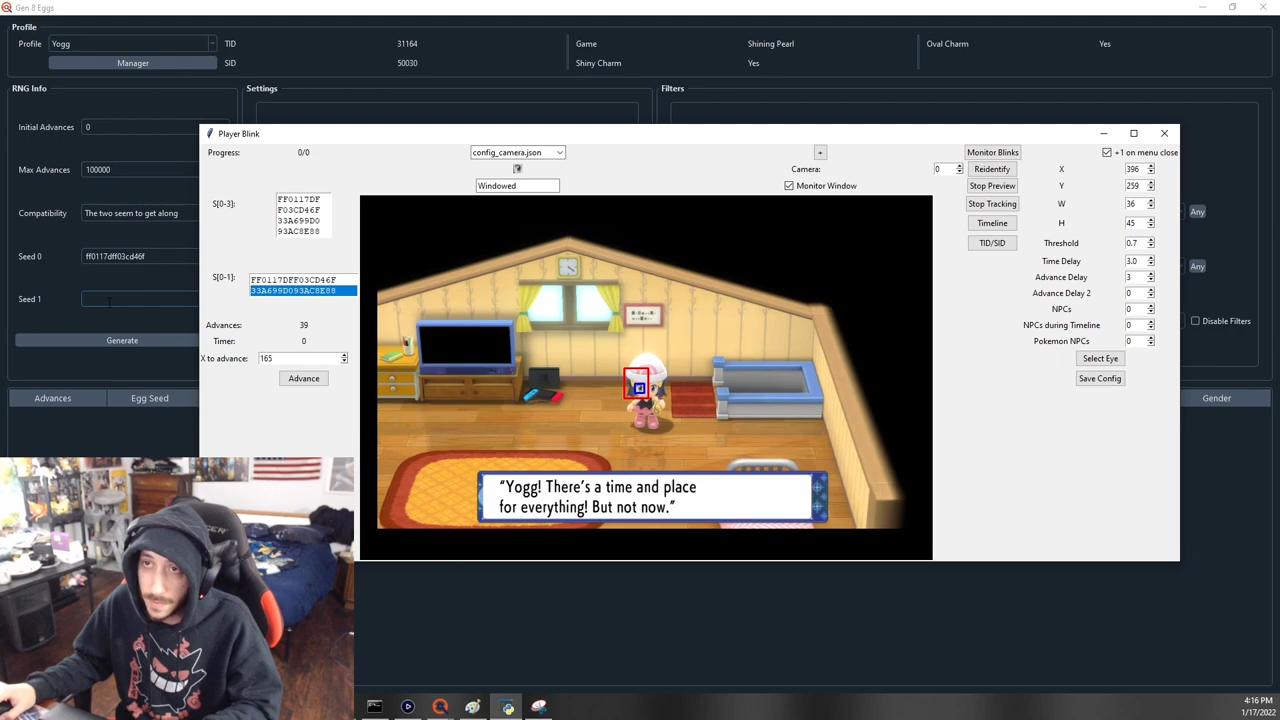 Gen 8 Eggs
Profile
Profile Yogg TID 31164 Game Shining Pearl Oval Charm Yes
Manager SID 50030 Shiny Charm Yes
RNG Info Settings Filters
Initial Advances 0
Max Advances 100000
Compatibility The two seem to get along
Seed 0 ff0117dff03cd46f
Seed 1
Generate
Advances Egg Seed Gender
Any
Any
Disable Filters
Player Blink
Progress: 0/0 config_camera.json + Monitor Blinks +1 on menu close
Camera: 0 Reidentify X 396
Windowed Monitor Window Stop Preview Y 259
S[0-3]: FF0117DF
F03CD46F
33A699D0
93AC8E88
Stop Tracking W 36
Timeline H 45
TID/SID Threshold 0.7
Time Delay 3.0
Advance Delay 3
Advance Delay 2 0
NPCs 0
NPCs during Timeline 0
Pokemon NPCs 0
Select Eye
Save Config
S[0-1]: FF0117DFF03CD46F
33A699D093AC8E88
Advances: 39
Timer: 0
X to advance: 165
Advance
“Yogg! There’s a time and place
for everything! But not now.”
4:16 PM
1/17/2022